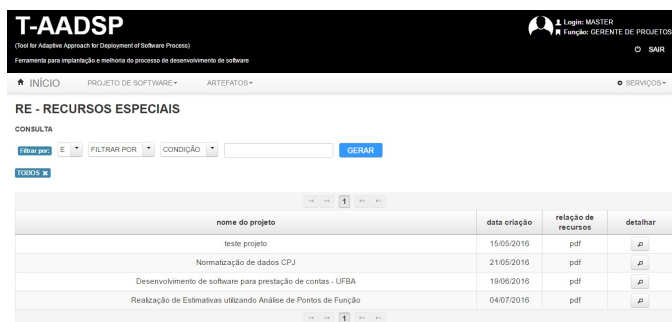 T-AADSP
(Tool for Adaptive Approach for Deployment of Software Process)
Ferramenta para implantação e melhoria do processo de desenvolvimento de software
Login: MASTER
Função: GERENTE DE PROJETOS
SAIR
INÍCIO PROJETO DE SOFTWARE ARTEFATOS SERVIÇOS
RE - RECURSOS ESPECIAIS
CONSULTA
Filtrar por: E FILTRAR POR CONDIÇÃO GERAR
TODOS
1
nome do projeto data criação relação de recursos detalhar
teste projeto 15/05/2016 pdf
Normatização de dados CPJ 21/05/2016 pdf
Desenvolvimento de software para prestação de contas - UFBA 19/06/2016 pdf
Realização de Estimativas utilizando Análise de Pontos de Função 04/07/2016 pdf
1